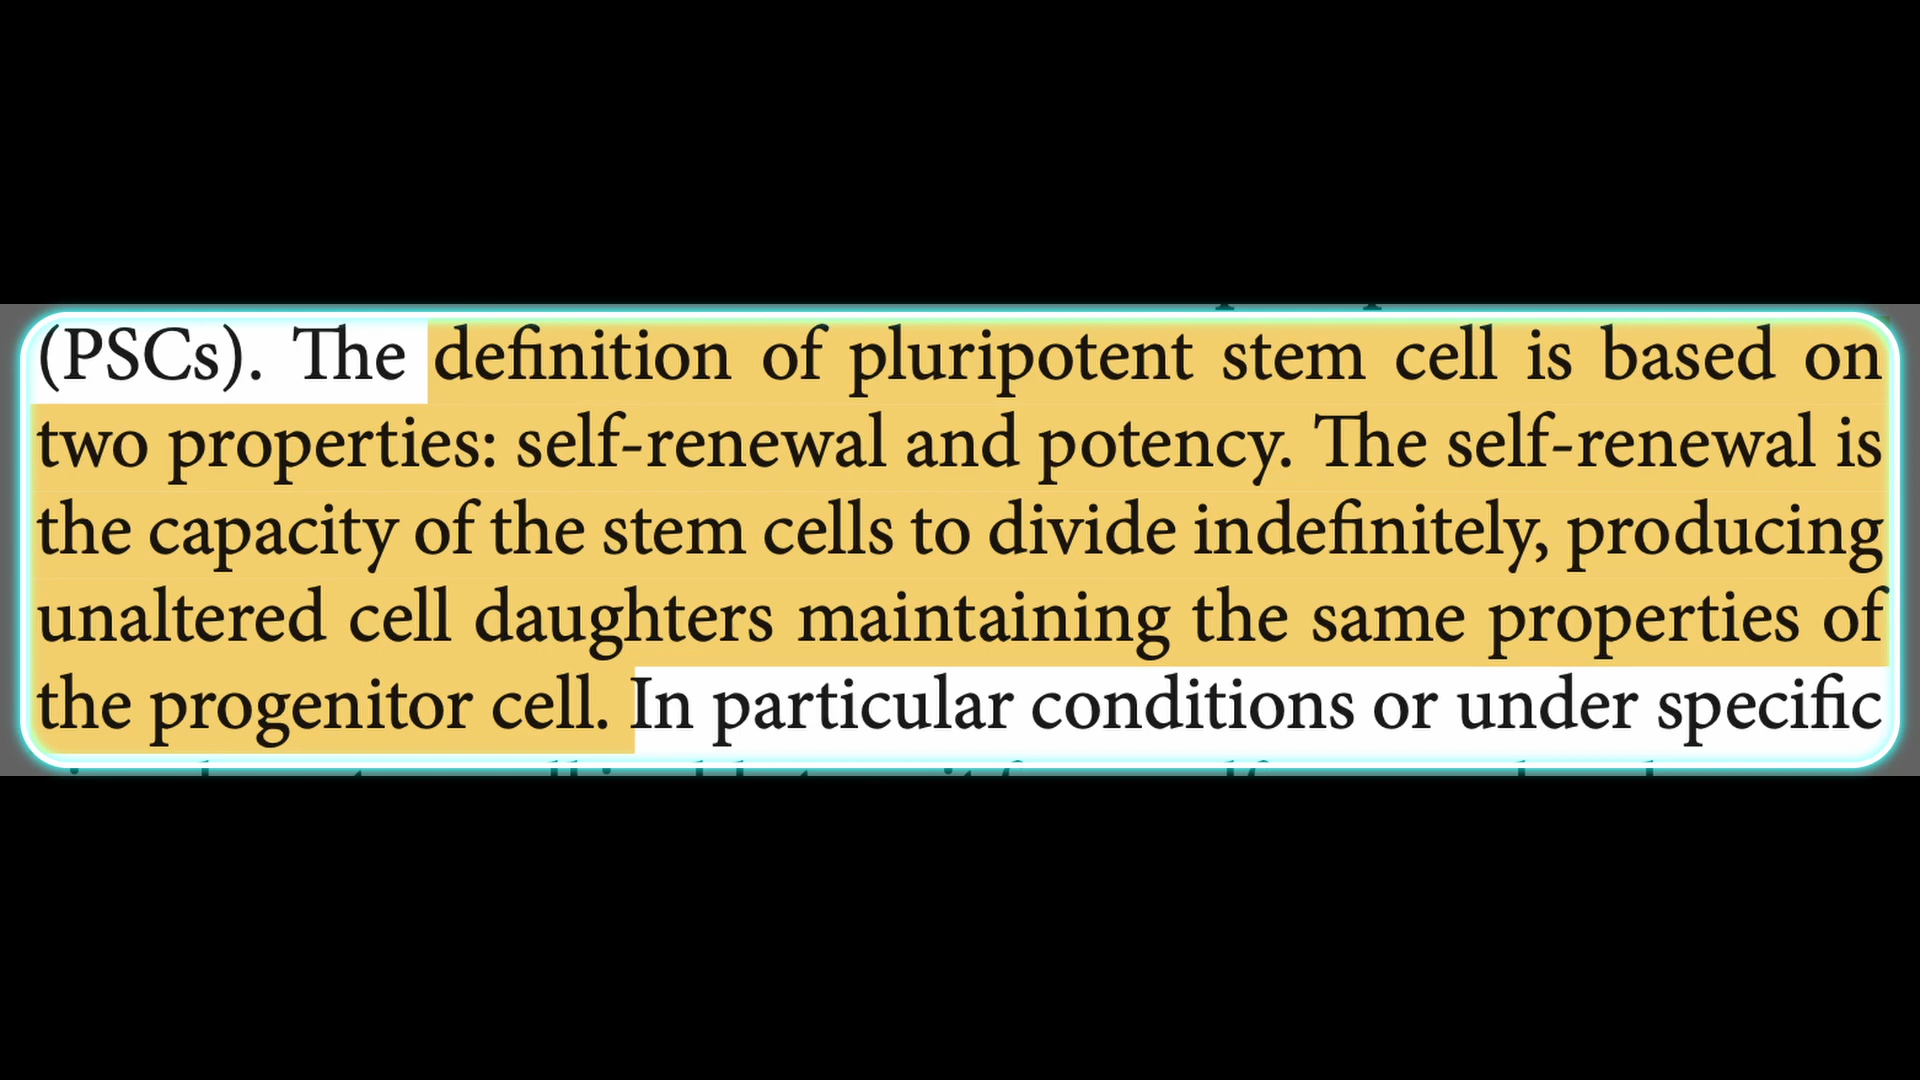 (PSCs). The definition of pluripotent stem cell is based on
two properties: self-renewal and potency. The self-renewal is
the capacity of the stem cells to divide indefinitely, producing
unaltered cell daughters maintaining the same properties of
the progenitor cell. In particular conditions or under specific